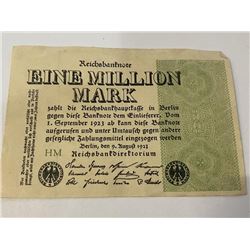 Reichsbanknote
EINE MILLION
MARK
zahlt die Reichsbankhauptkasse in Berlin
gegen diese Banknote dem Einlieferer. Vom
1. September 1923 ab kann diese Banknote
aufgerufen und unter Umtausch gegen andere
gesetzliche Zahlungsmittel eingezogen werden
Berlin, den 9. August 1923
HM Reichsbankdirektorium